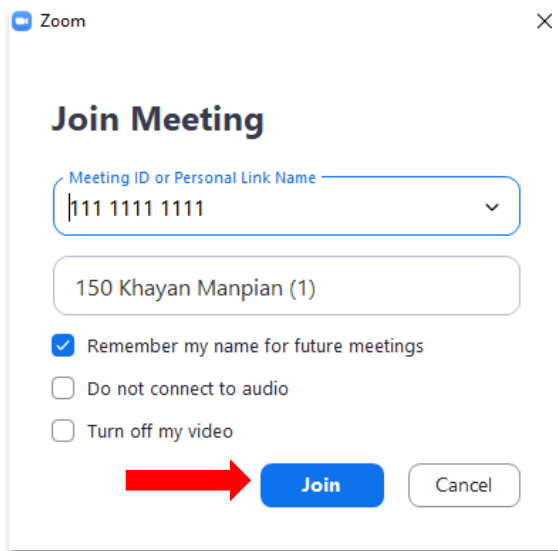 Zoom
Join Meeting
Meeting ID or Personal Link Name
111 1111 1111
150 Khayan Manpian (1)
Remember my name for future meetings
Do not connect to audio
Turn off my video
Join Cancel